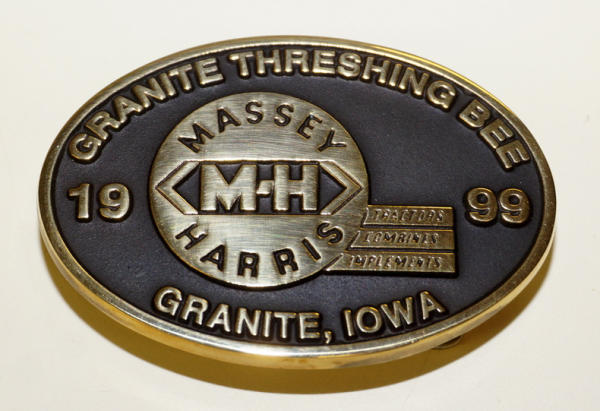 GRANITE THRESHING BEE
19 99
MASSEY
M-H
HARRIS
TRACTORS
COMBINES
IMPLEMENTS
GRANITE, IOWA